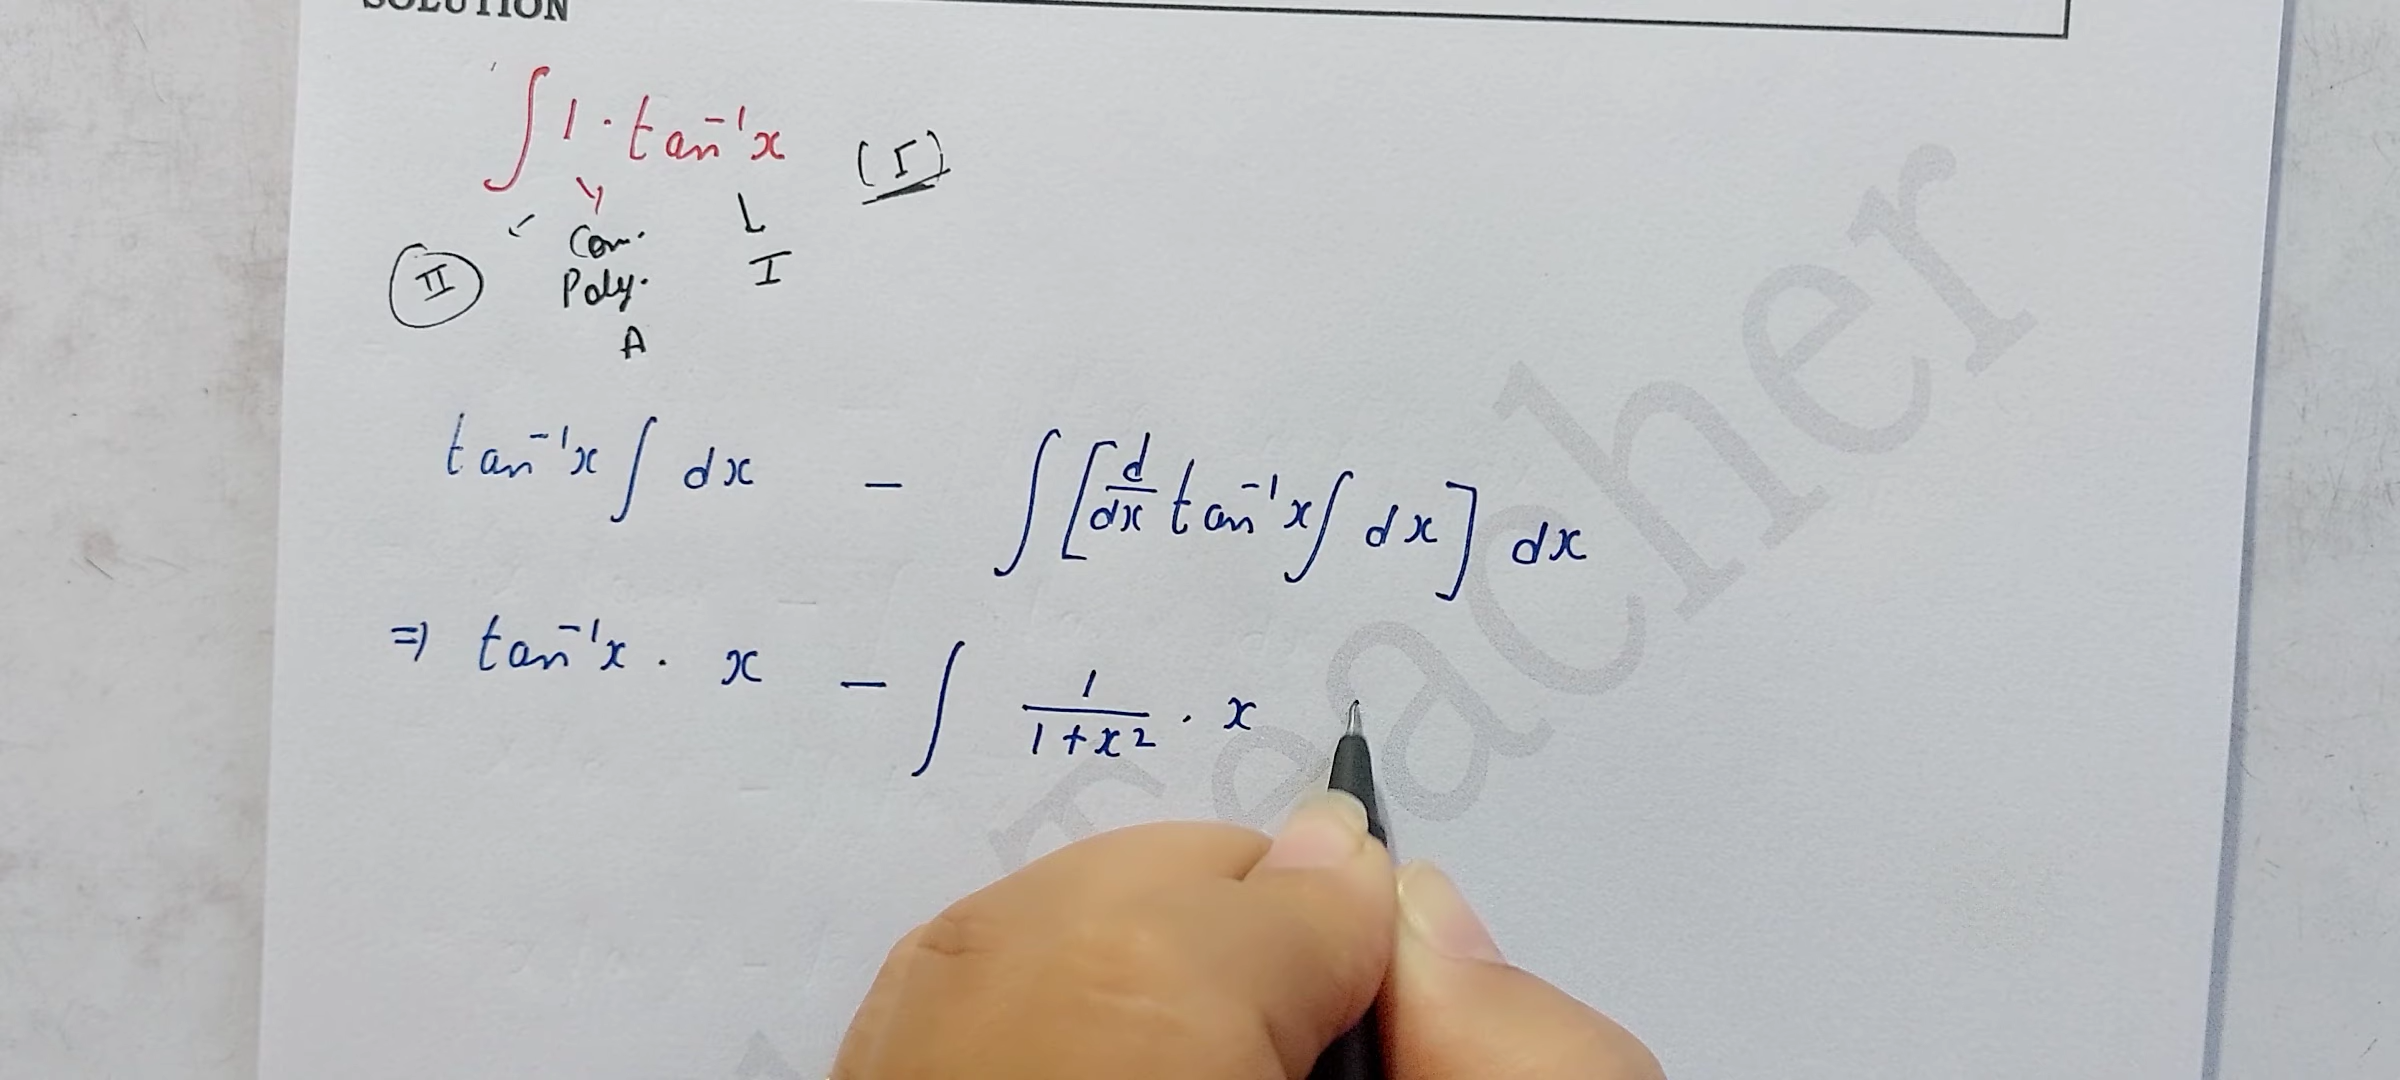 SOLUTION
∫ 1 · tan⁻¹x (I)
Con. I
II Poly.
A
tan⁻¹x ∫ dx − ∫ [d/dx tan⁻¹x ∫ dx] dx
⇒ tan⁻¹x . x − ∫ 1/(1+x²) . x
eacher